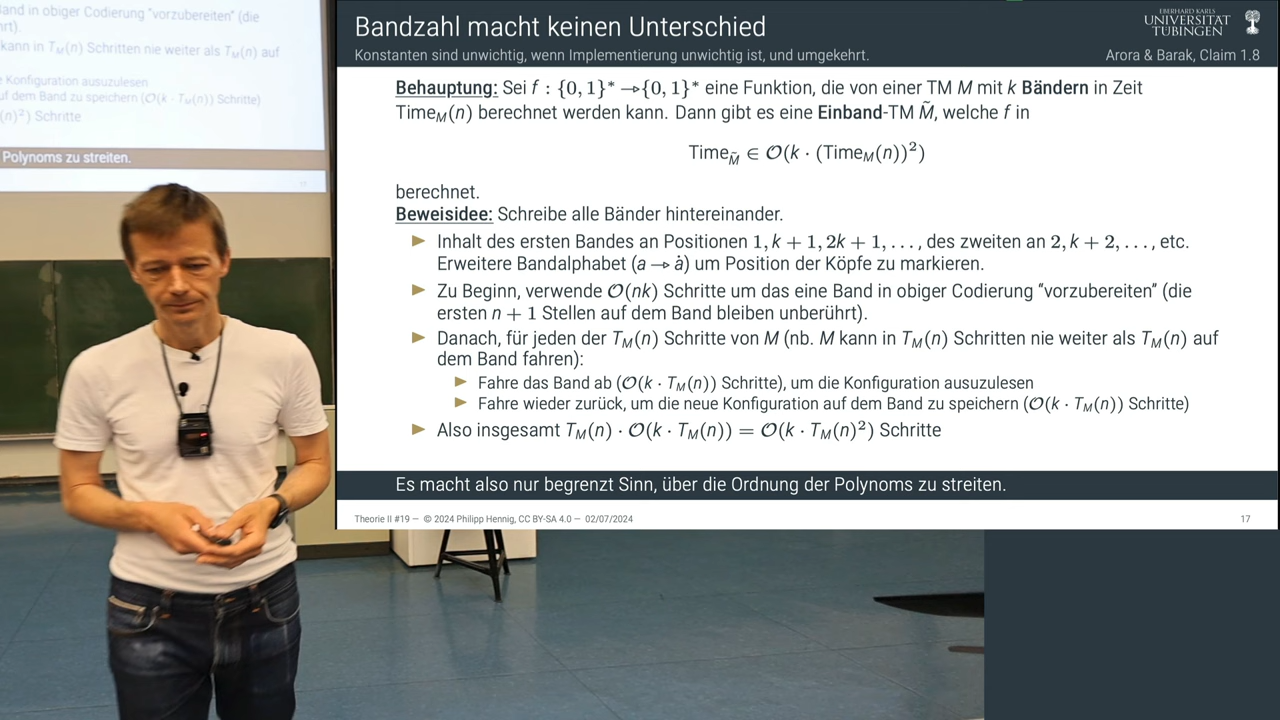 and in obiger Codierung "vorzubereiten" (die
rt).
kann in T_M(n) Schritten nie weiter als T_M(n) auf
e Konfiguration auszulesen
uf dem Band zu speichern (O(k · T_M(n)) Schritte)
(n)²) Schritte
Polynoms zu streiten.
17
Bandzahl macht keinen Unterschied
Konstanten sind unwichtig, wenn Implementierung unwichtig ist, und umgekehrt.
EBERHARD KARLS
UNIVERSITÄT
TÜBINGEN
Arora & Barak, Claim 1.8
Behauptung: Sei f : {0, 1}* → {0, 1}* eine Funktion, die von einer TM M mit k Bändern in Zeit
Time_M(n) berechnet werden kann. Dann gibt es eine Einband-TM M̃, welche f in
Time_M̃ ∈ O(k · (Time_M(n))²)
berechnet.
Beweisidee: Schreibe alle Bänder hintereinander.
Inhalt des ersten Bandes an Positionen 1, k + 1, 2k + 1, . . . , des zweiten an 2, k + 2, . . . , etc.
Erweitere Bandalphabet (a → ȧ) um Position der Köpfe zu markieren.
Zu Beginn, verwende O(nk) Schritte um das eine Band in obiger Codierung "vorzubereiten" (die
ersten n + 1 Stellen auf dem Band bleiben unberührt).
Danach, für jeden der T_M(n) Schritte von M (nb. M kann in T_M(n) Schritten nie weiter als T_M(n) auf
dem Band fahren):
Fahre das Band ab (O(k · T_M(n)) Schritte), um die Konfiguration auszulesen
Fahre wieder zurück, um die neue Konfiguration auf dem Band zu speichern (O(k · T_M(n)) Schritte)
Also insgesamt T_M(n) · O(k · T_M(n)) = O(k · T_M(n)²) Schritte
Es macht also nur begrenzt Sinn, über die Ordnung der Polynoms zu streiten.
Theorie II #19 — © 2024 Philipp Hennig, CC BY-SA 4.0 — 02/07/2024
17